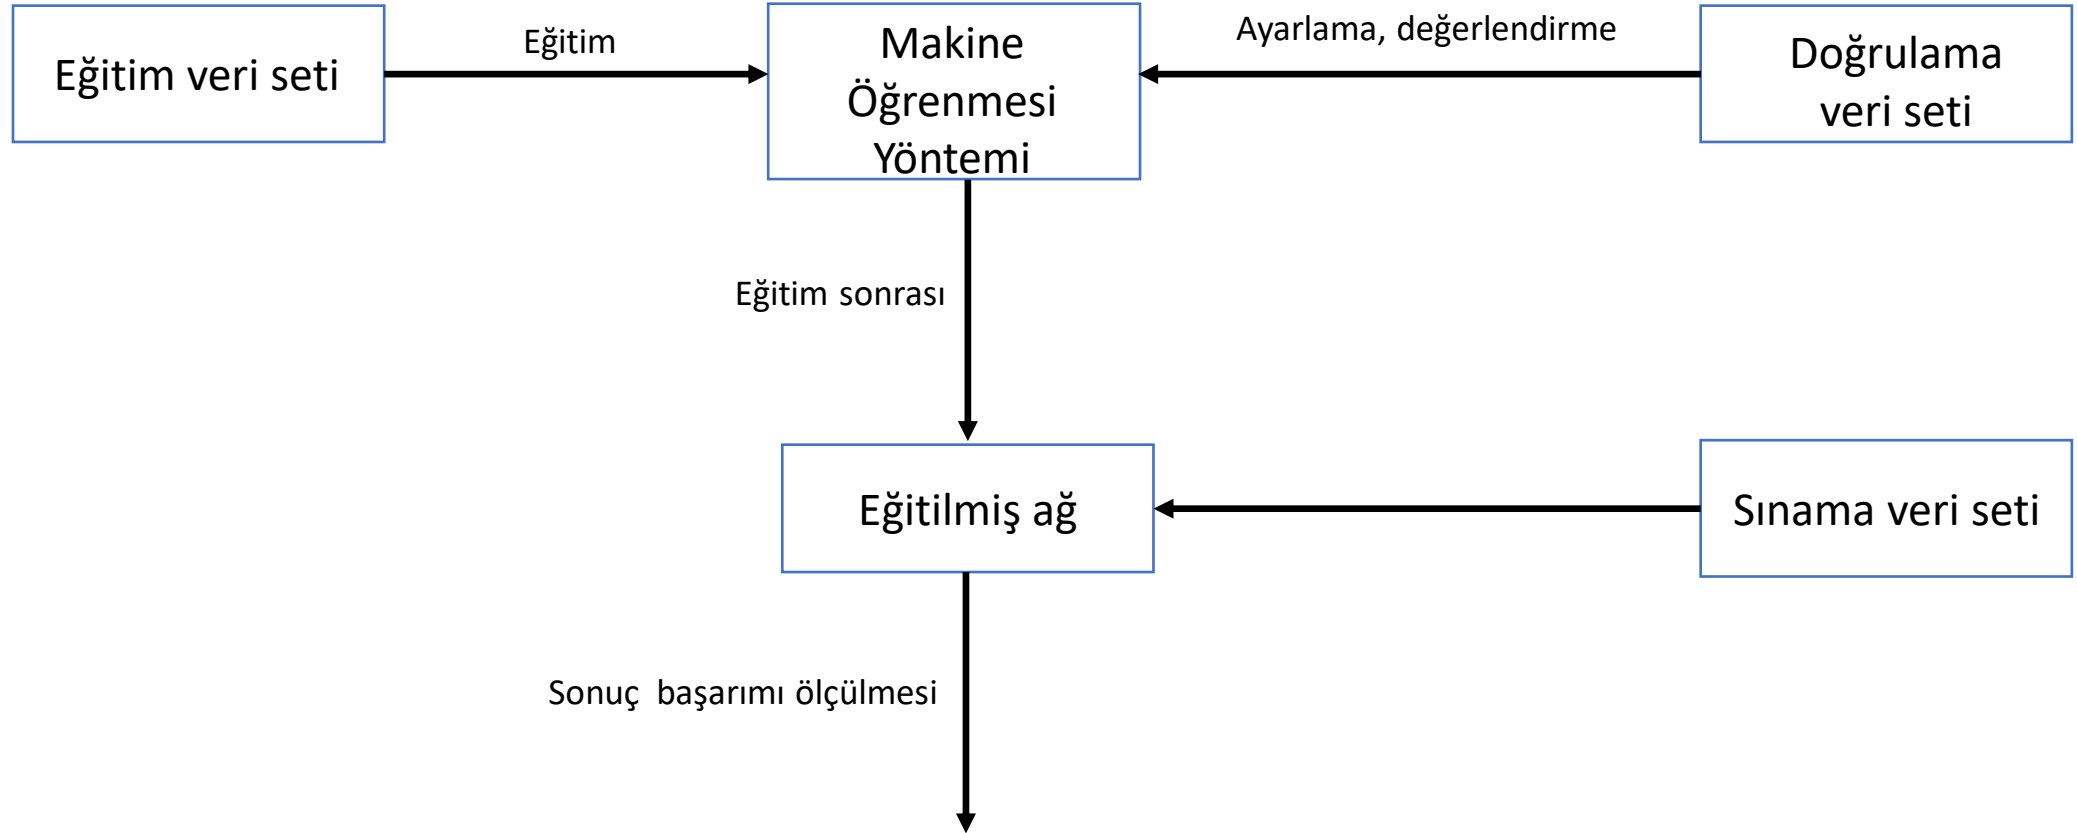 Eğitim veri seti
Eğitim
Makine
Öğrenmesi
Yöntemi
Ayarlama, değerlendirme
Doğrulama
veri seti
Eğitim sonrası
Eğitilmiş ağ
Sınama veri seti
Sonuç  başarımı ölçülmesi